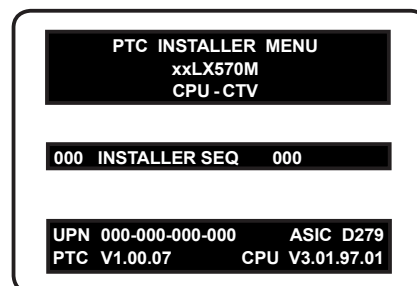 PTC INSTALLER MENU
xxLX570M
CPU - CTV
000 INSTALLER SEQ 000
UPN 000-000-000-000 ASIC D279
PTC V1.00.07 CPU V3.01.97.01